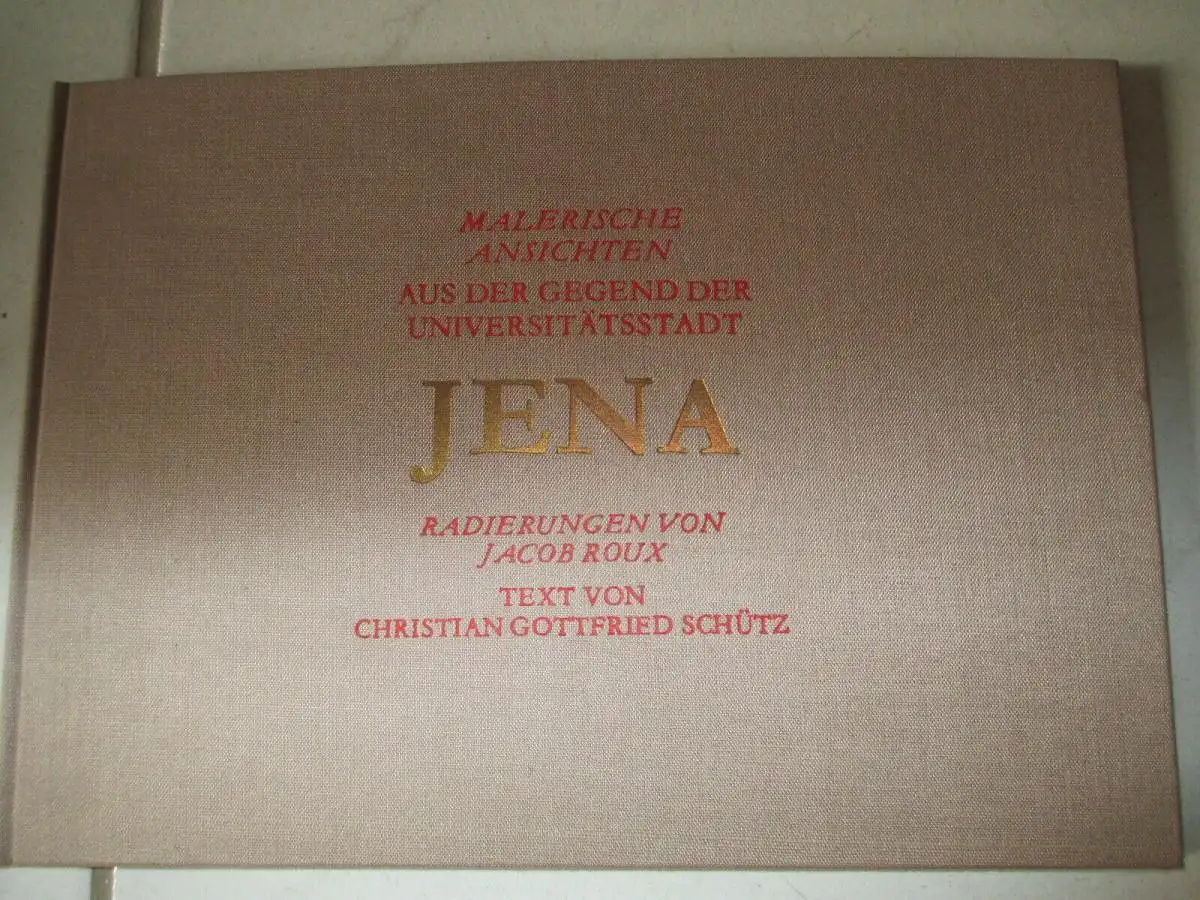 MALERISCHE
ANSICHTEN
AUS DER GEGEND DER
UNIVERSITÄTSSTADT
JENA
RADIERUNGEN VON
JACOB ROUX
TEXT VON
CHRISTIAN GOTTFRIED SCHÜTZ